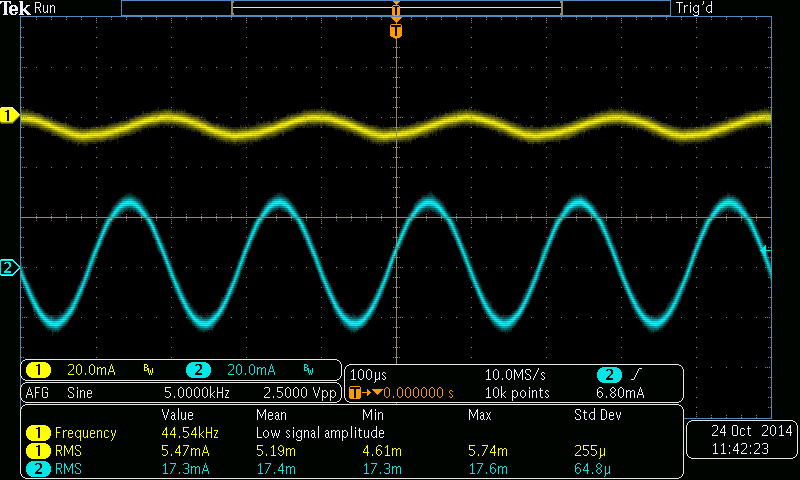 Tek Run Trig'd
T
T
1
2
1 20.0mA BW 2 20.0mA BW
100µs 10.0MS/s 2
AFG Sine 5.0000kHz 2.5000 Vpp
T→▼0.000000 s 10k points 6.80mA
Value Mean Min Max Std Dev
1 Frequency 44.54kHz Low signal amplitude
1 RMS 5.47mA 5.19m 4.61m 5.74m 255µ
2 RMS 17.3mA 17.4m 17.3m 17.6m 64.8µ
24 Oct 2014
11:42:23